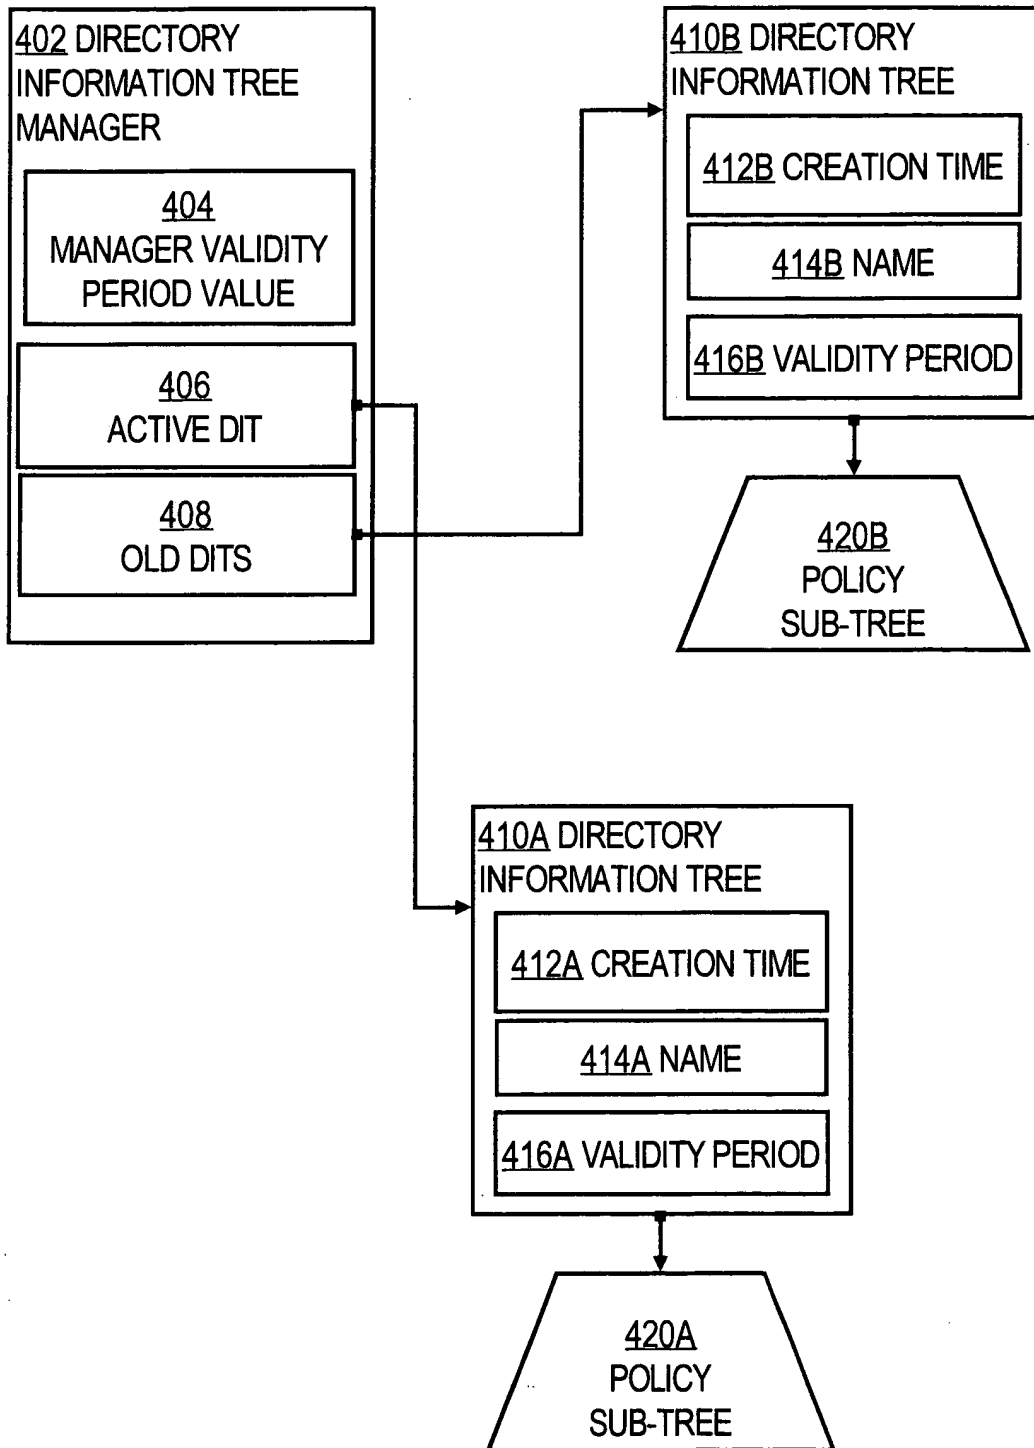 402 DIRECTORY
INFORMATION TREE
MANAGER
404
MANAGER VALIDITY
PERIOD VALUE
406
ACTIVE DIT
408
OLD DITS
410B DIRECTORY
INFORMATION TREE
412B CREATION TIME
414B NAME
416B VALIDITY PERIOD
420B
POLICY
SUB-TREE
410A DIRECTORY
INFORMATION TREE
412A CREATION TIME
414A NAME
416A VALIDITY PERIOD
420A
POLICY
SUB-TREE